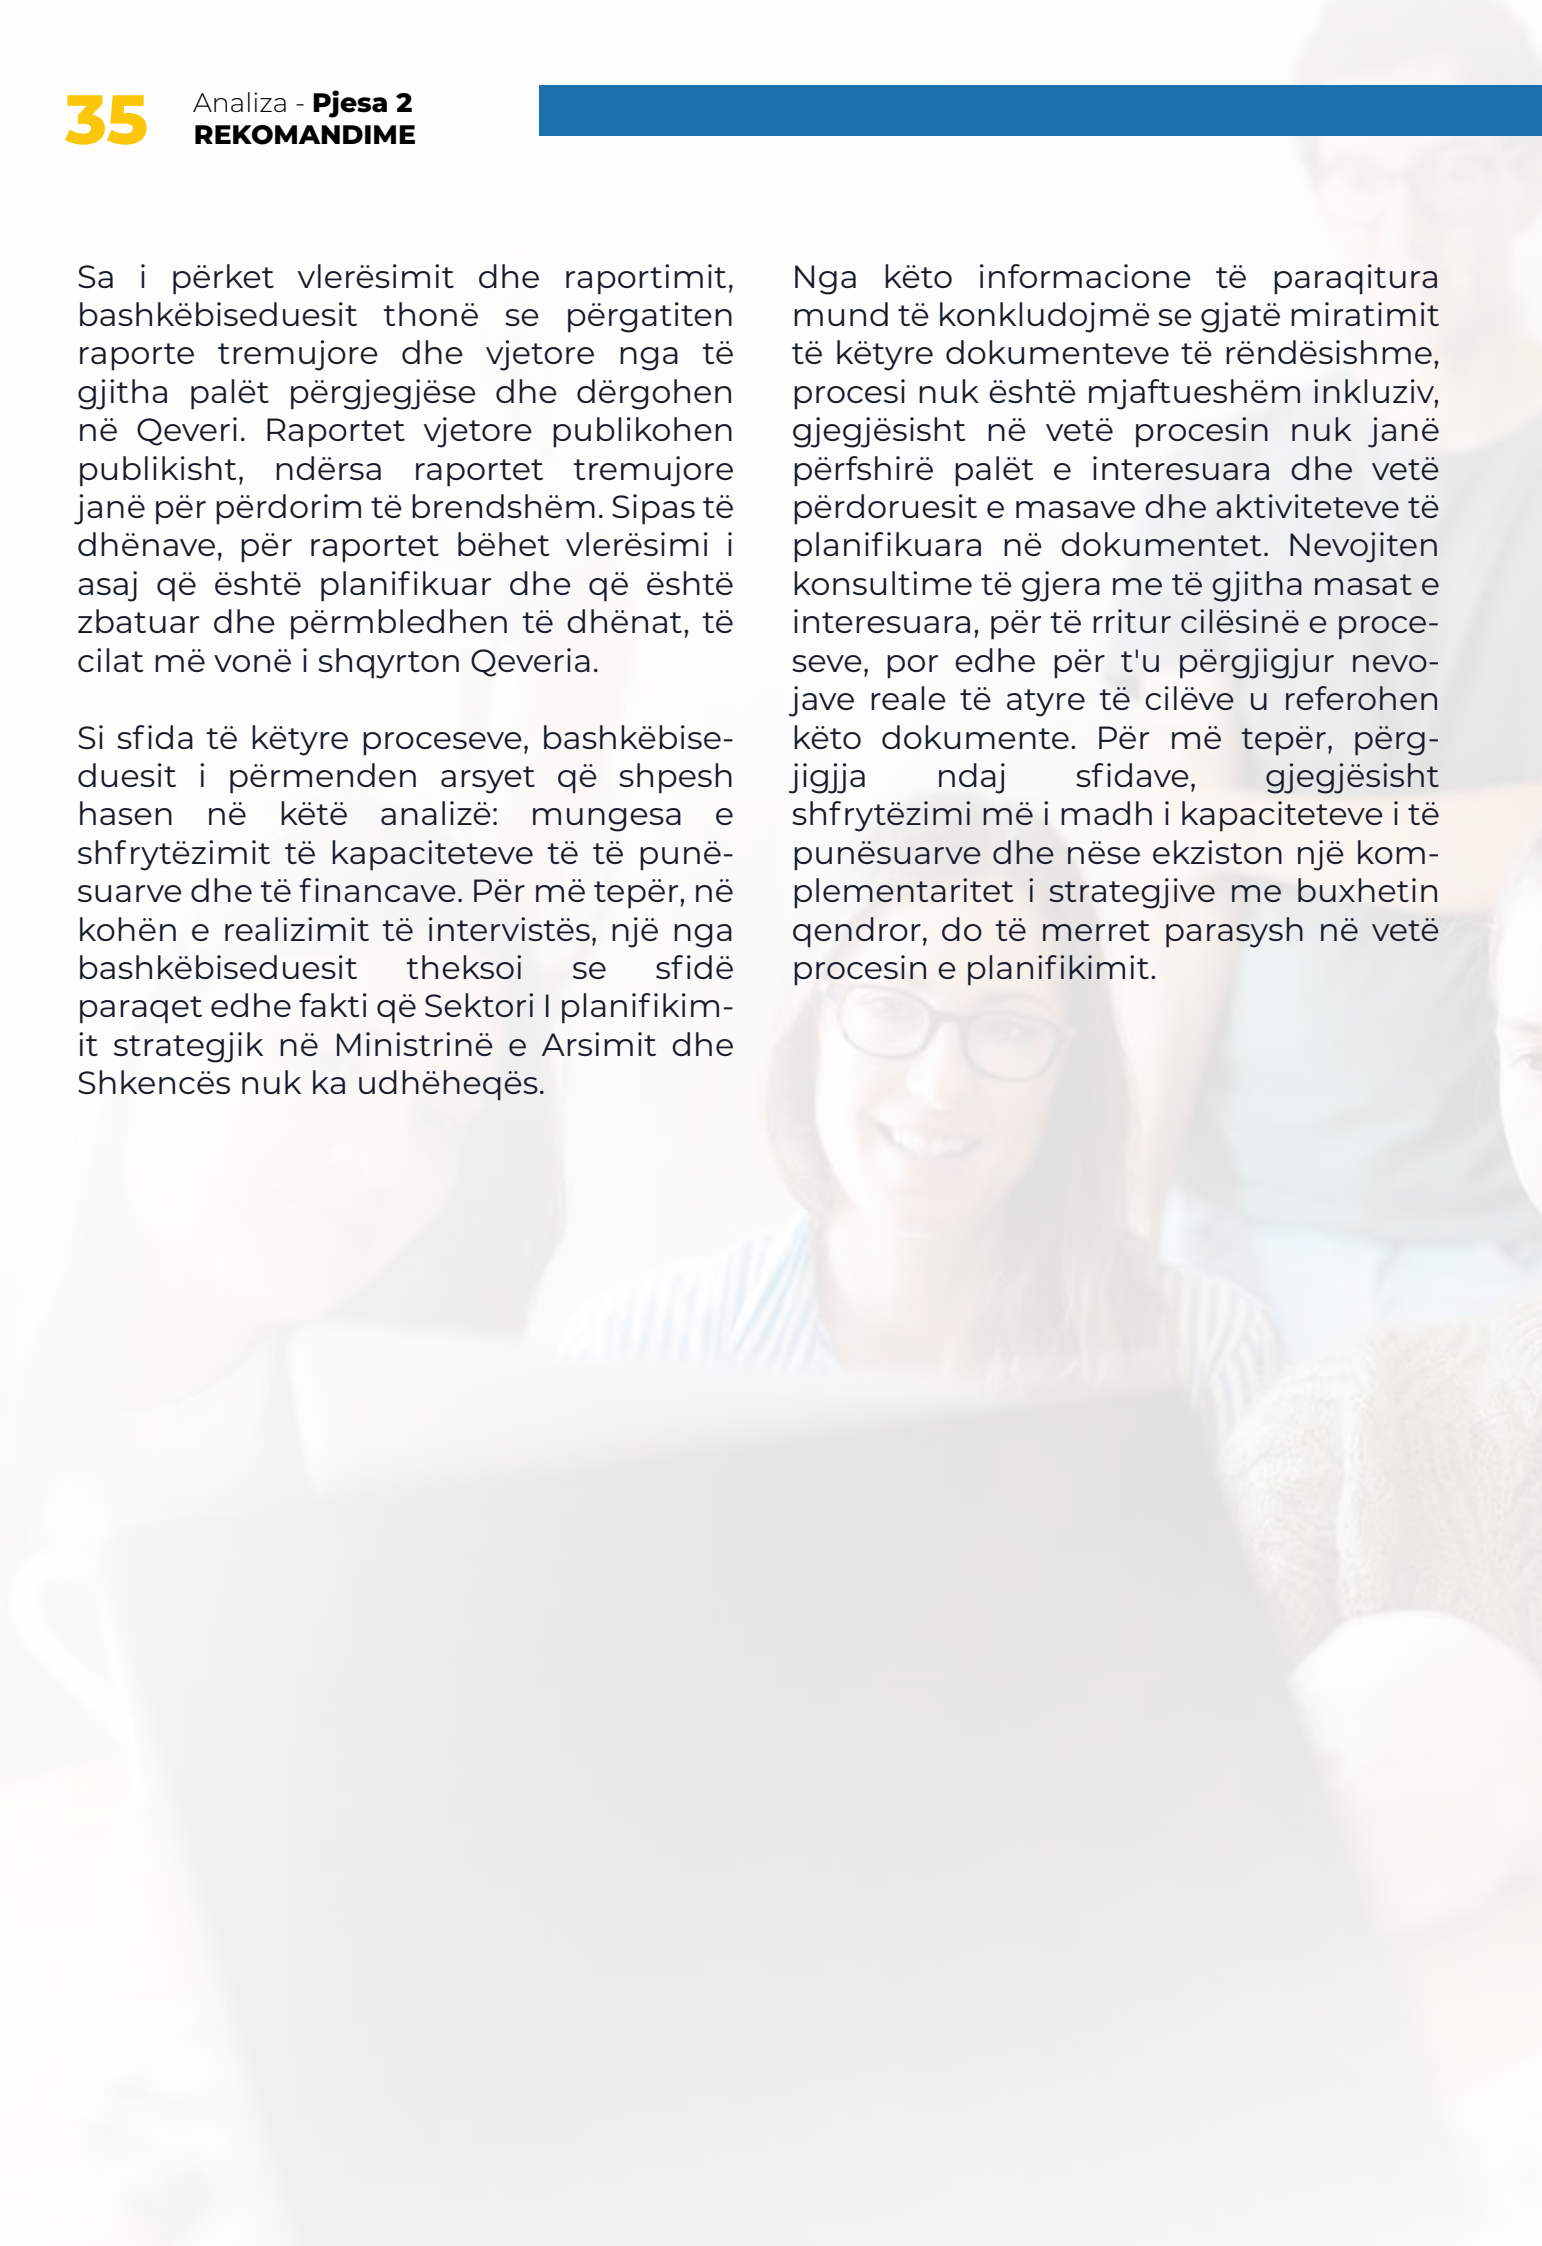 35
Analiza - Pjesa 2
REKOMANDIME
Sa i përket vlerësimit dhe raportimit,
bashkëbiseduesit thonë se përgatiten
raporte tremujore dhe vjetore nga të
gjitha palët përgjegjëse dhe dërgohen
në Qeveri. Raportet vjetore publikohen
publikisht, ndërsa raportet tremujore
janë për përdorim të brendshëm. Sipas të
dhënave, për raportet bëhet vlerësimi i
asaj që është planifikuar dhe që është
zbatuar dhe përmbledhen të dhënat, të
cilat më vonë i shqyrton Qeveria.
Si sfida të këtyre proceseve, bashkëbise-
duesit i përmenden arsyet që shpesh
hasen në këtë analizë: mungesa e
shfrytëzimit të kapaciteteve të të punë-
suarve dhe të financave. Për më tepër, në
kohën e realizimit të intervistës, një nga
bashkëbiseduesit theksoi se sfidë
paraqet edhe fakti që Sektori I planifikim-
it strategjik në Ministrinë e Arsimit dhe
Shkencës nuk ka udhëheqës.
Nga këto informacione të paraqitura
mund të konkludojmë se gjatë miratimit
të këtyre dokumenteve të rëndësishme,
procesi nuk është mjaftueshëm inkluziv,
gjegjësisht në vetë procesin nuk janë
përfshirë palët e interesuara dhe vetë
përdoruesit e masave dhe aktiviteteve të
planifikuara në dokumentet. Nevojiten
konsultime të gjera me të gjitha masat e
interesuara, për të rritur cilësinë e proce-
seve, por edhe për t'u përgjigjur nevo-
jave reale të atyre të cilëve u referohen
këto dokumente. Për më tepër, përg-
jigjja ndaj sfidave, gjegjësisht
shfrytëzimi më i madh i kapaciteteve i të
punësuarve dhe nëse ekziston një kom-
plementaritet i strategjive me buxhetin
qendror, do të merret parasysh në vetë
procesin e planifikimit.